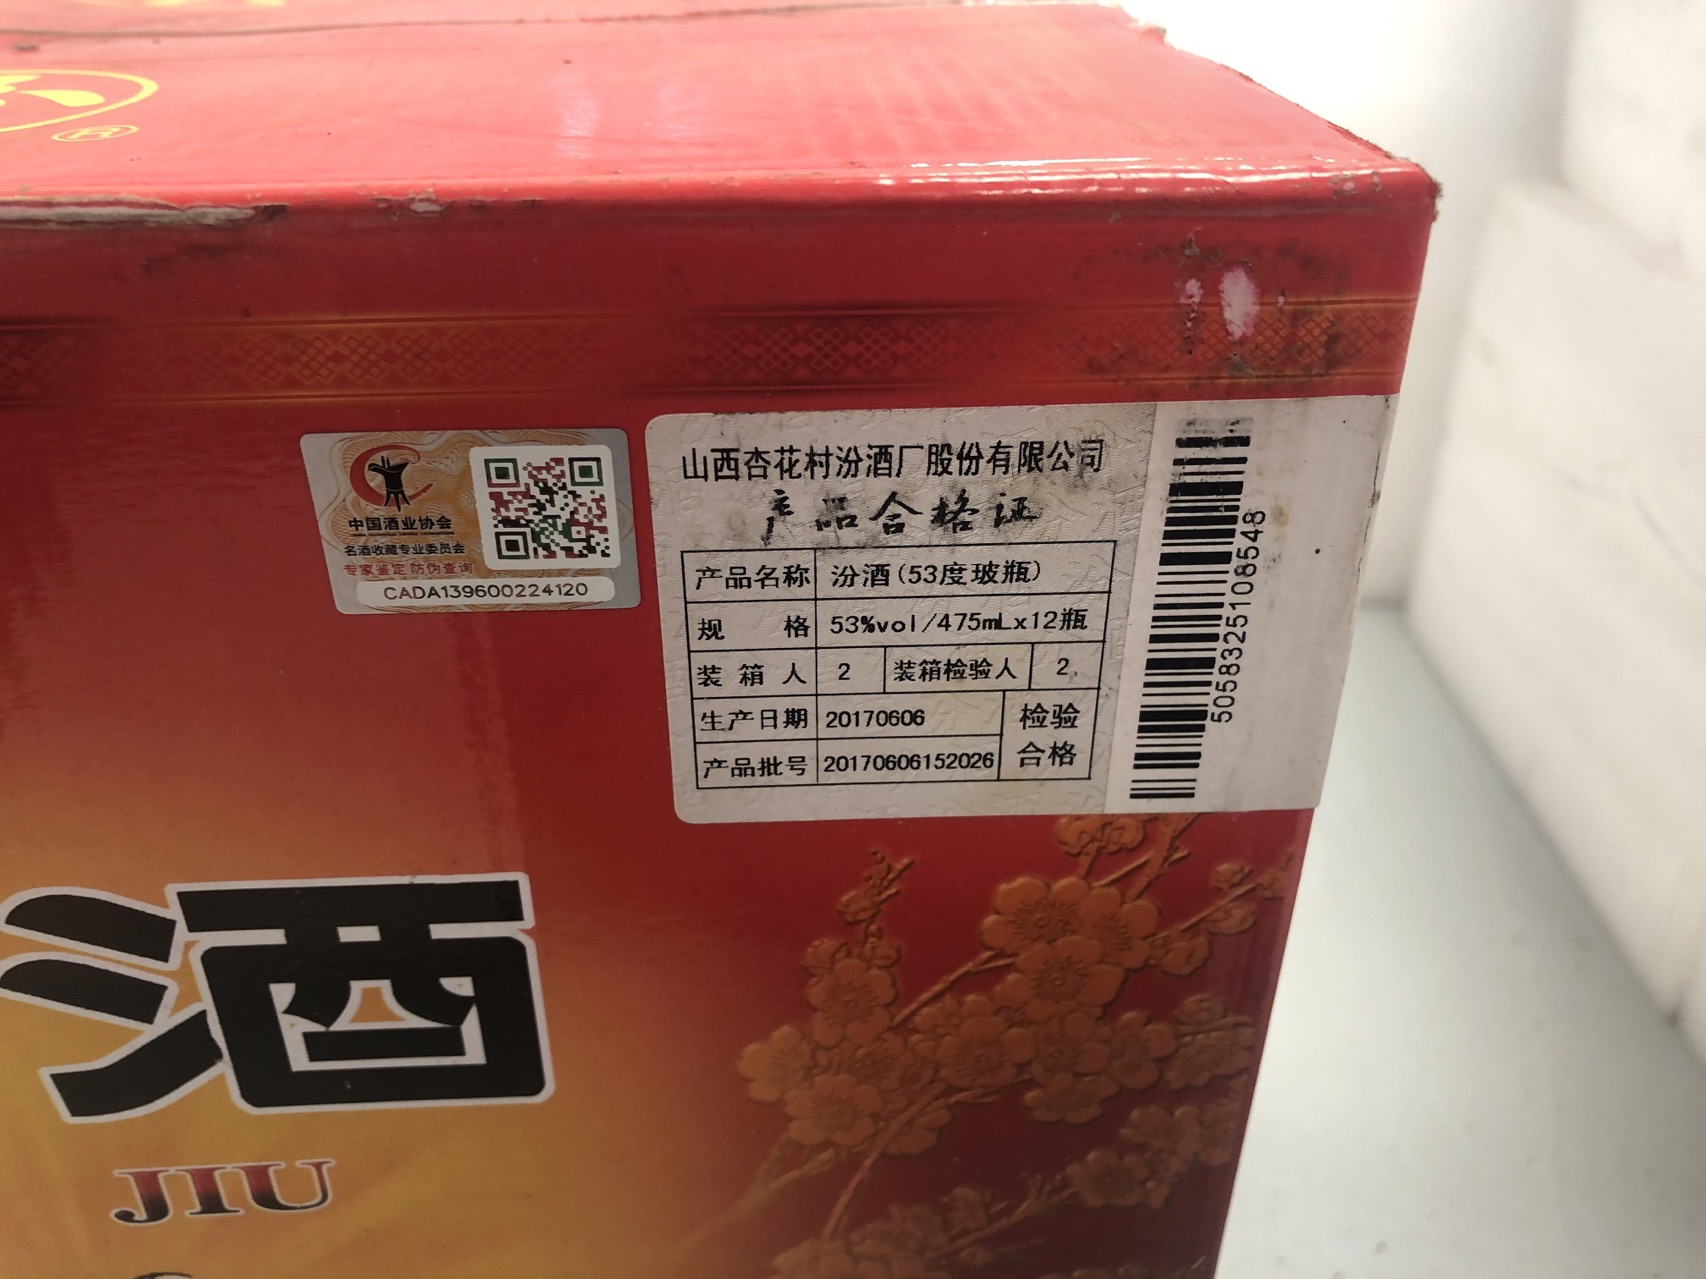 ®
中国酒业协会
名酒收藏专业委员会
专家鉴定 防伪查询
CADA139600224120
山西杏花村汾酒厂股份有限公司
产品合格证
产品名称 汾酒(53度玻瓶)
规 格 53%vol/475mLx12瓶
装箱人 2 装箱检验人 2
生产日期 20170606 检验
产品批号 20170606152026 合格
5058325108548
酒
JIU